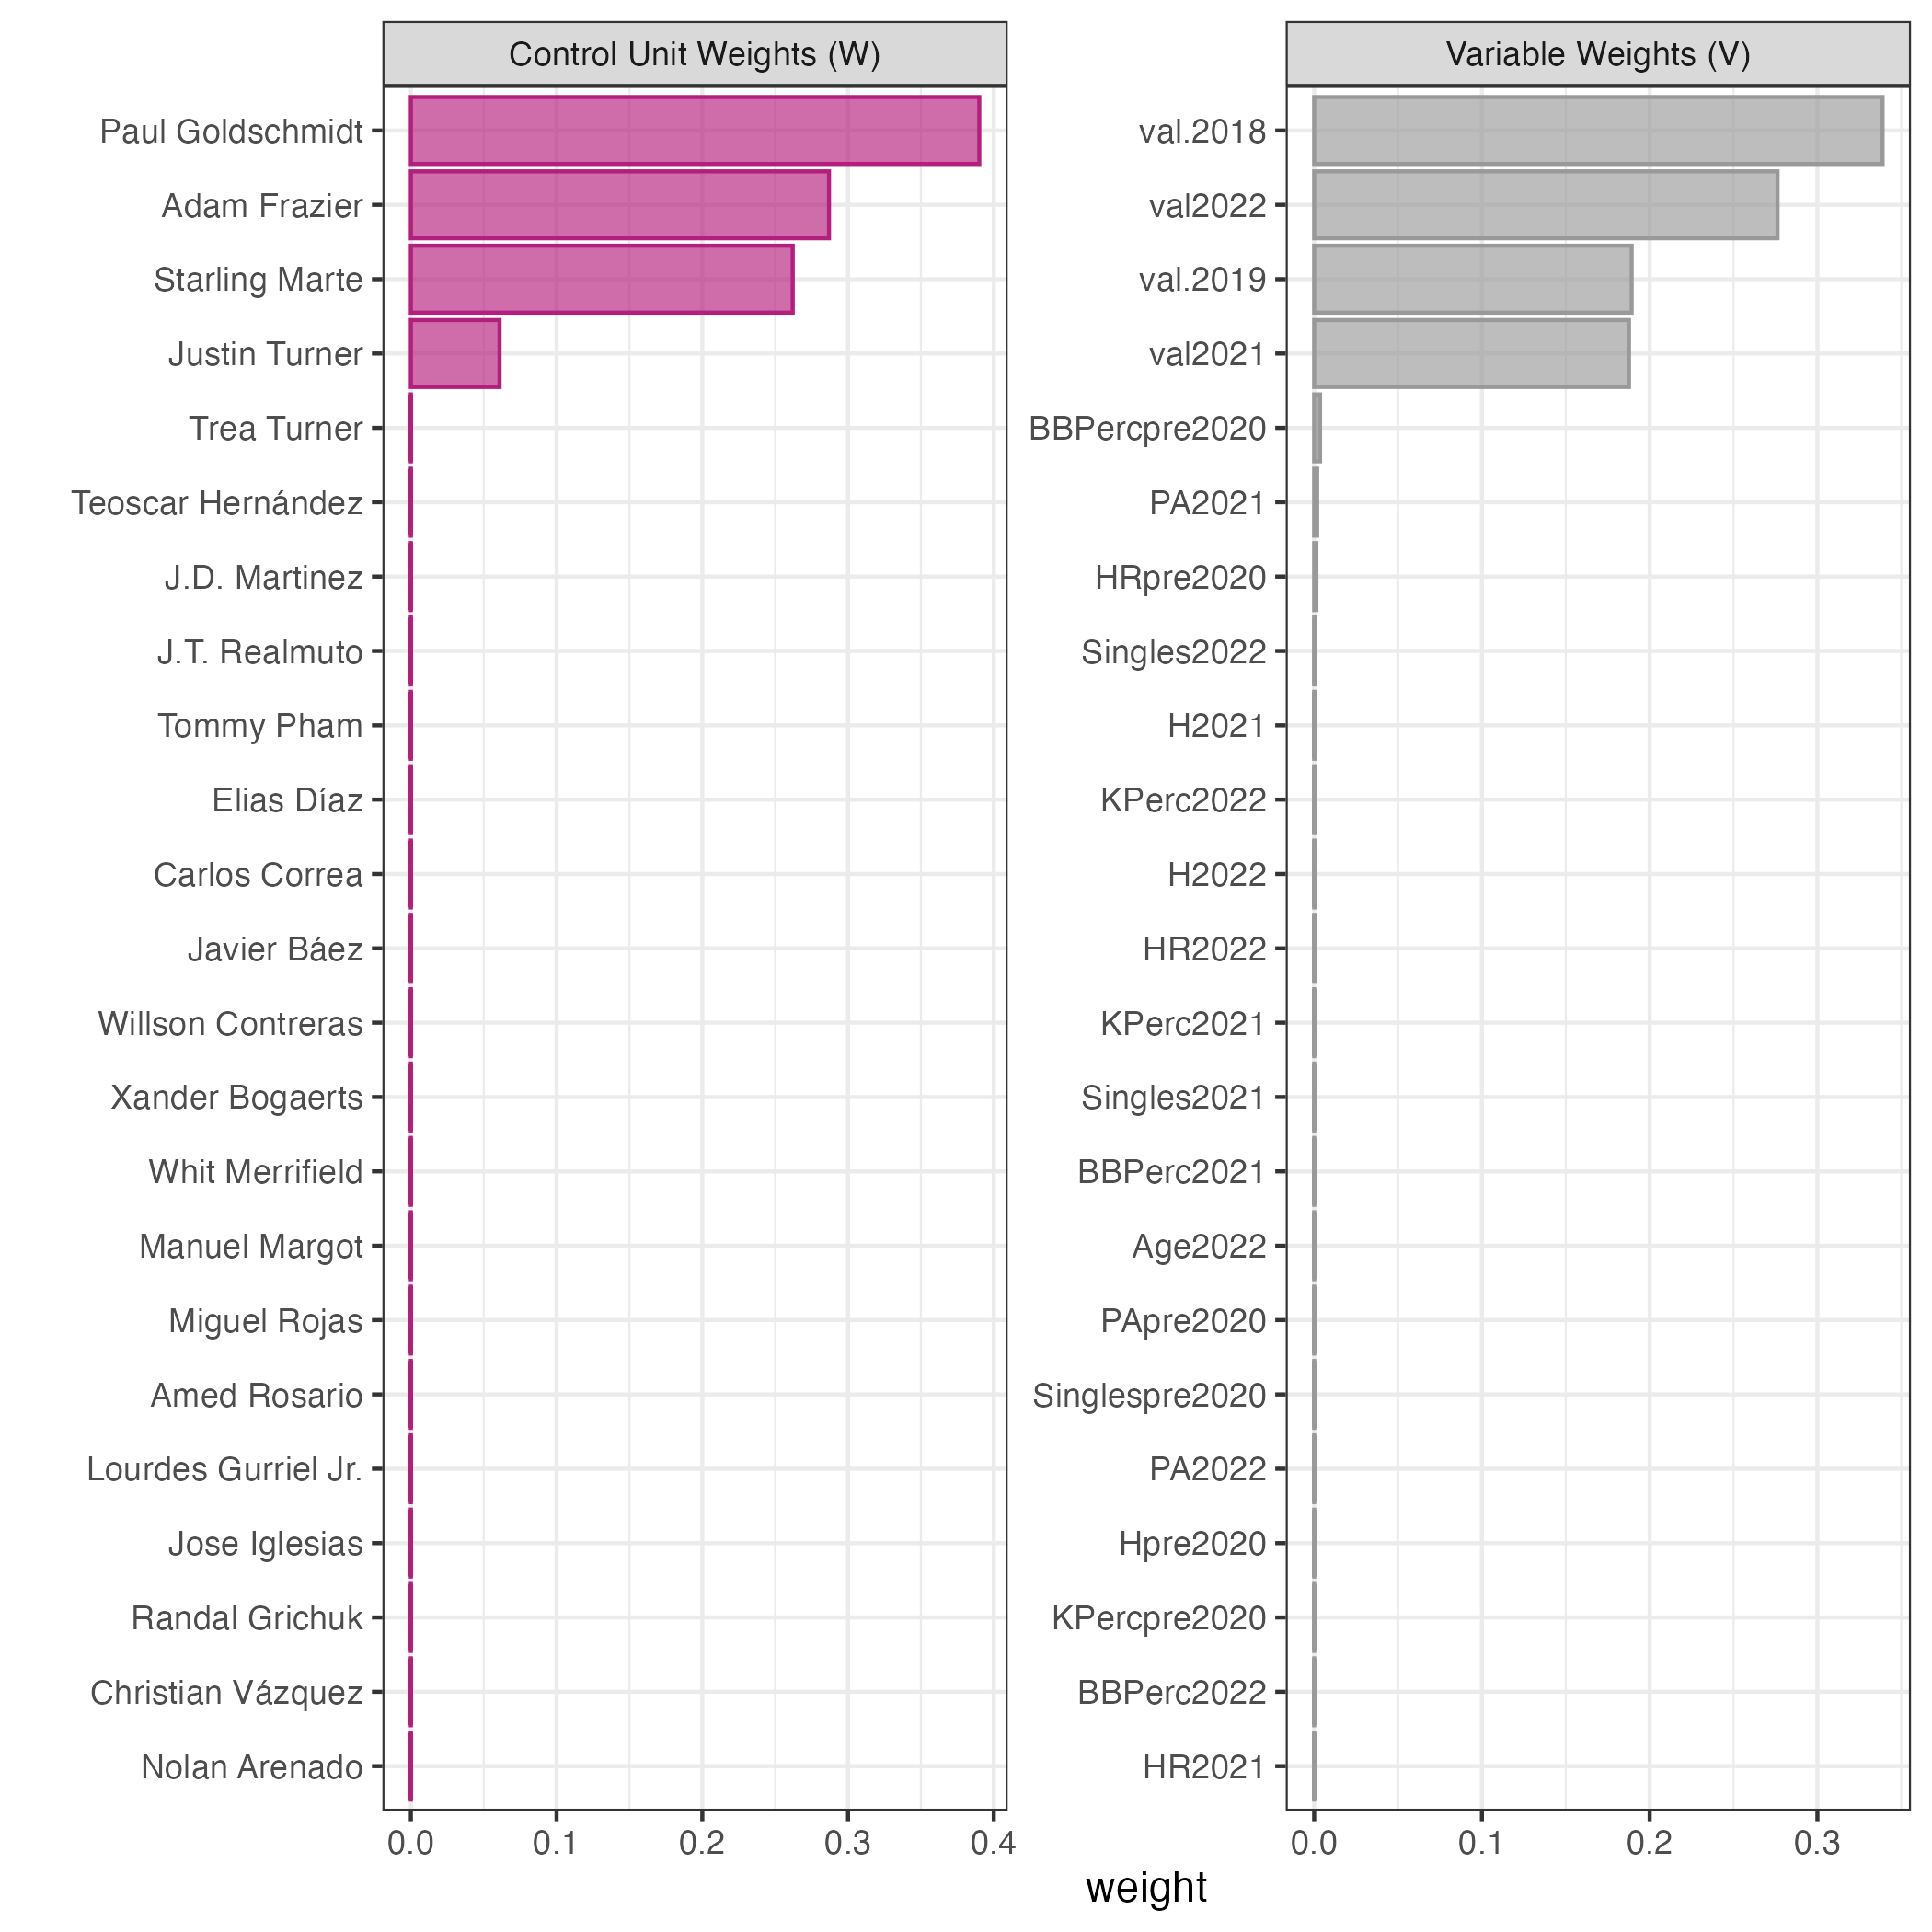 Control Unit Weights (W)
Paul Goldschmidt
Adam Frazier
Starling Marte
Justin Turner
Trea Turner
Teoscar Hernández
J.D. Martinez
J.T. Realmuto
Tommy Pham
Elias Díaz
Carlos Correa
Javier Báez
Willson Contreras
Xander Bogaerts
Whit Merrifield
Manuel Margot
Miguel Rojas
Amed Rosario
Lourdes Gurriel Jr.
Jose Iglesias
Randal Grichuk
Christian Vázquez
Nolan Arenado
0.0 0.1 0.2 0.3 0.4
Variable Weights (V)
val.2018
val2022
val.2019
val2021
BBPercpre2020
PA2021
HRpre2020
Singles2022
H2021
KPerc2022
H2022
HR2022
KPerc2021
Singles2021
BBPerc2021
Age2022
PApre2020
Singlespre2020
PA2022
Hpre2020
KPercpre2020
BBPerc2022
HR2021
0.0 0.1 0.2 0.3
weight